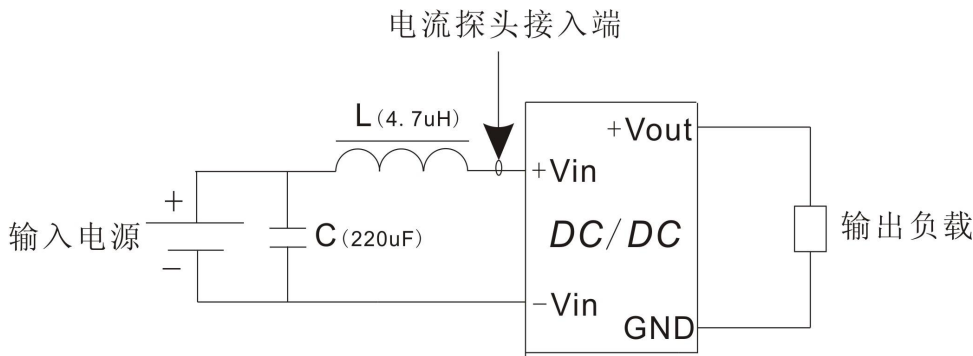 电流探头接入端
L(4.7uH)
+Vout
+Vin
+
输入电源
C(220uF)
DC/DC
输出负载
−
−Vin
GND